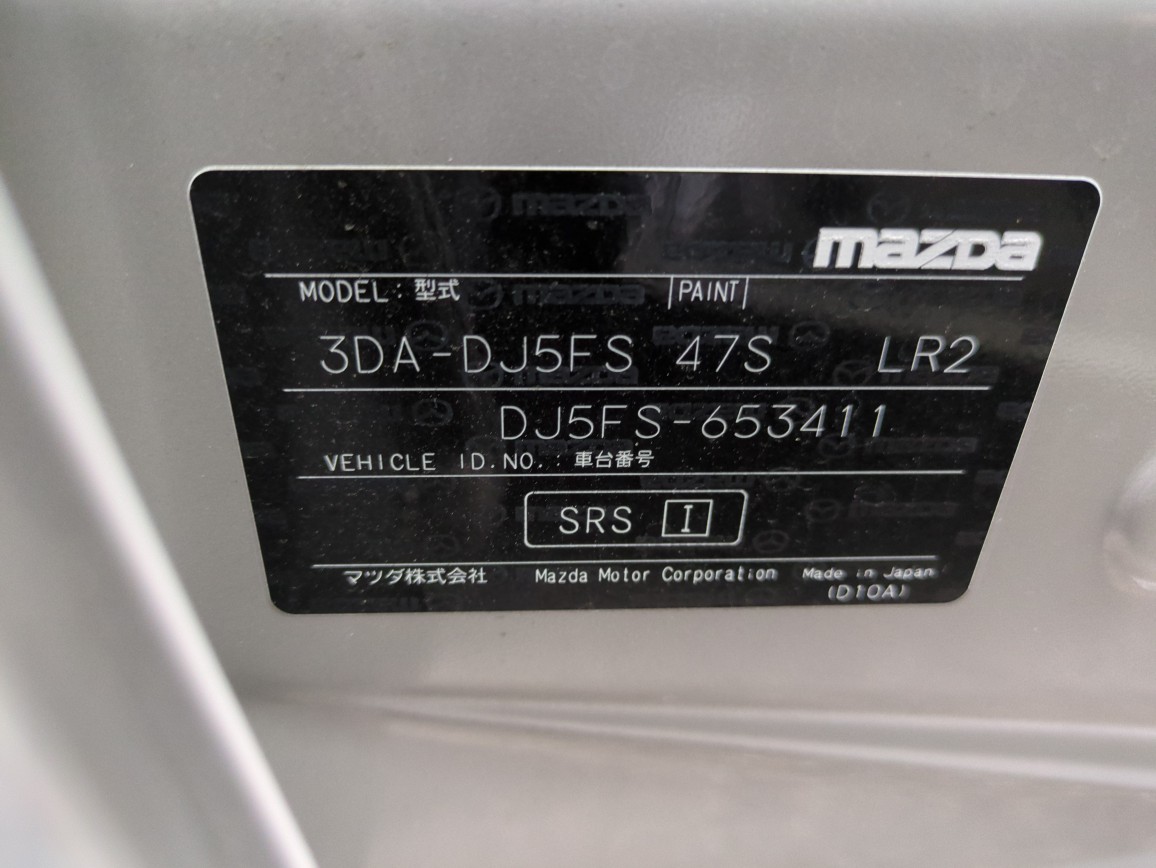 mazda
MODEL : 型式 PAINT
3DA-DJ5FS 47S LR2
DJ5FS-653411
VEHICLE ID.NO. : 車台番号
SRS I
マツダ株式会社 Mazda Motor Corporation Made in Japan
(D10A)